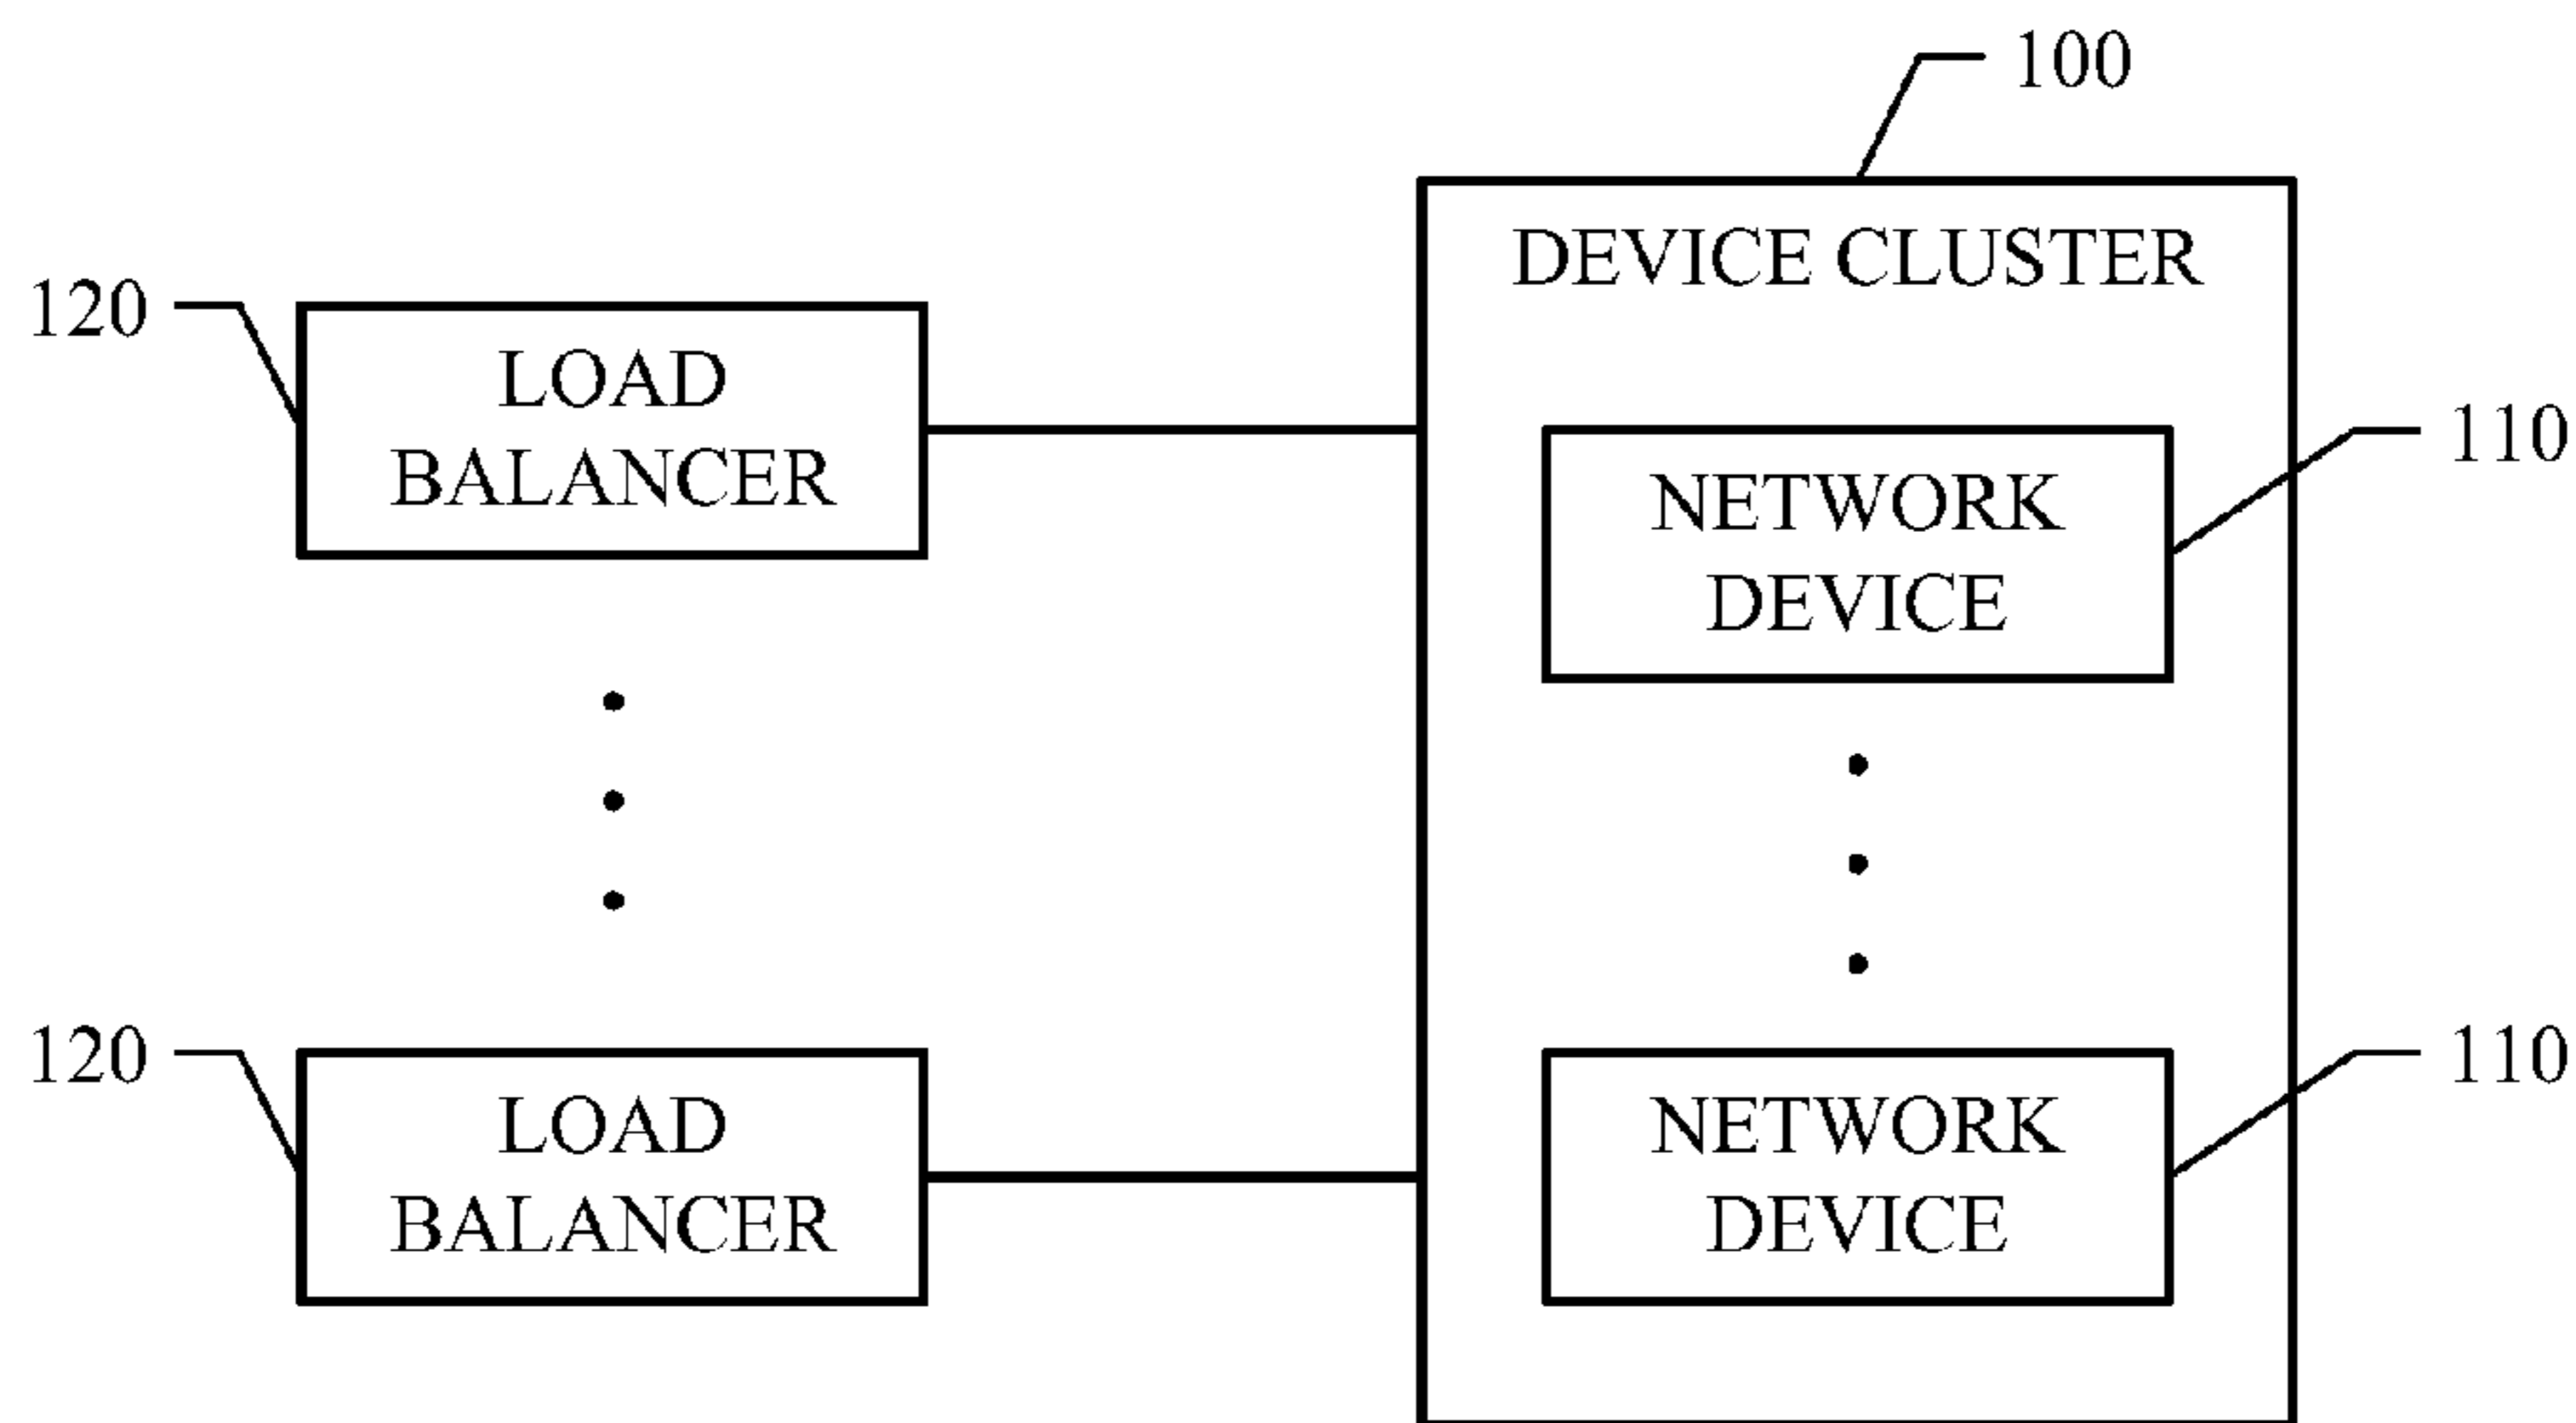 100
DEVICE CLUSTER
120
LOAD
BALANCER
NETWORK
DEVICE
110
120
LOAD
BALANCER
NETWORK
DEVICE
110